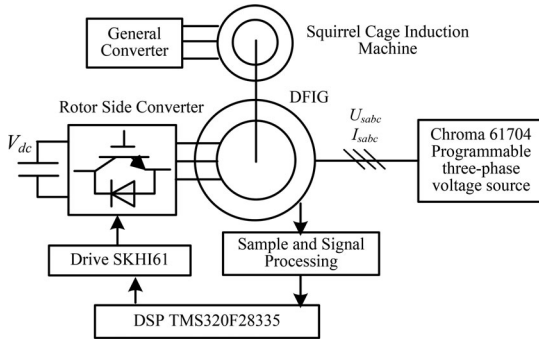 General
Converter
Squirrel Cage Induction
Machine
Rotor Side Converter
DFIG
V_dc
U_sabc
I_sabc
Chroma 61704
Programmable
three-phase
voltage source
Drive SKHI61
Sample and Signal
Processing
DSP TMS320F28335